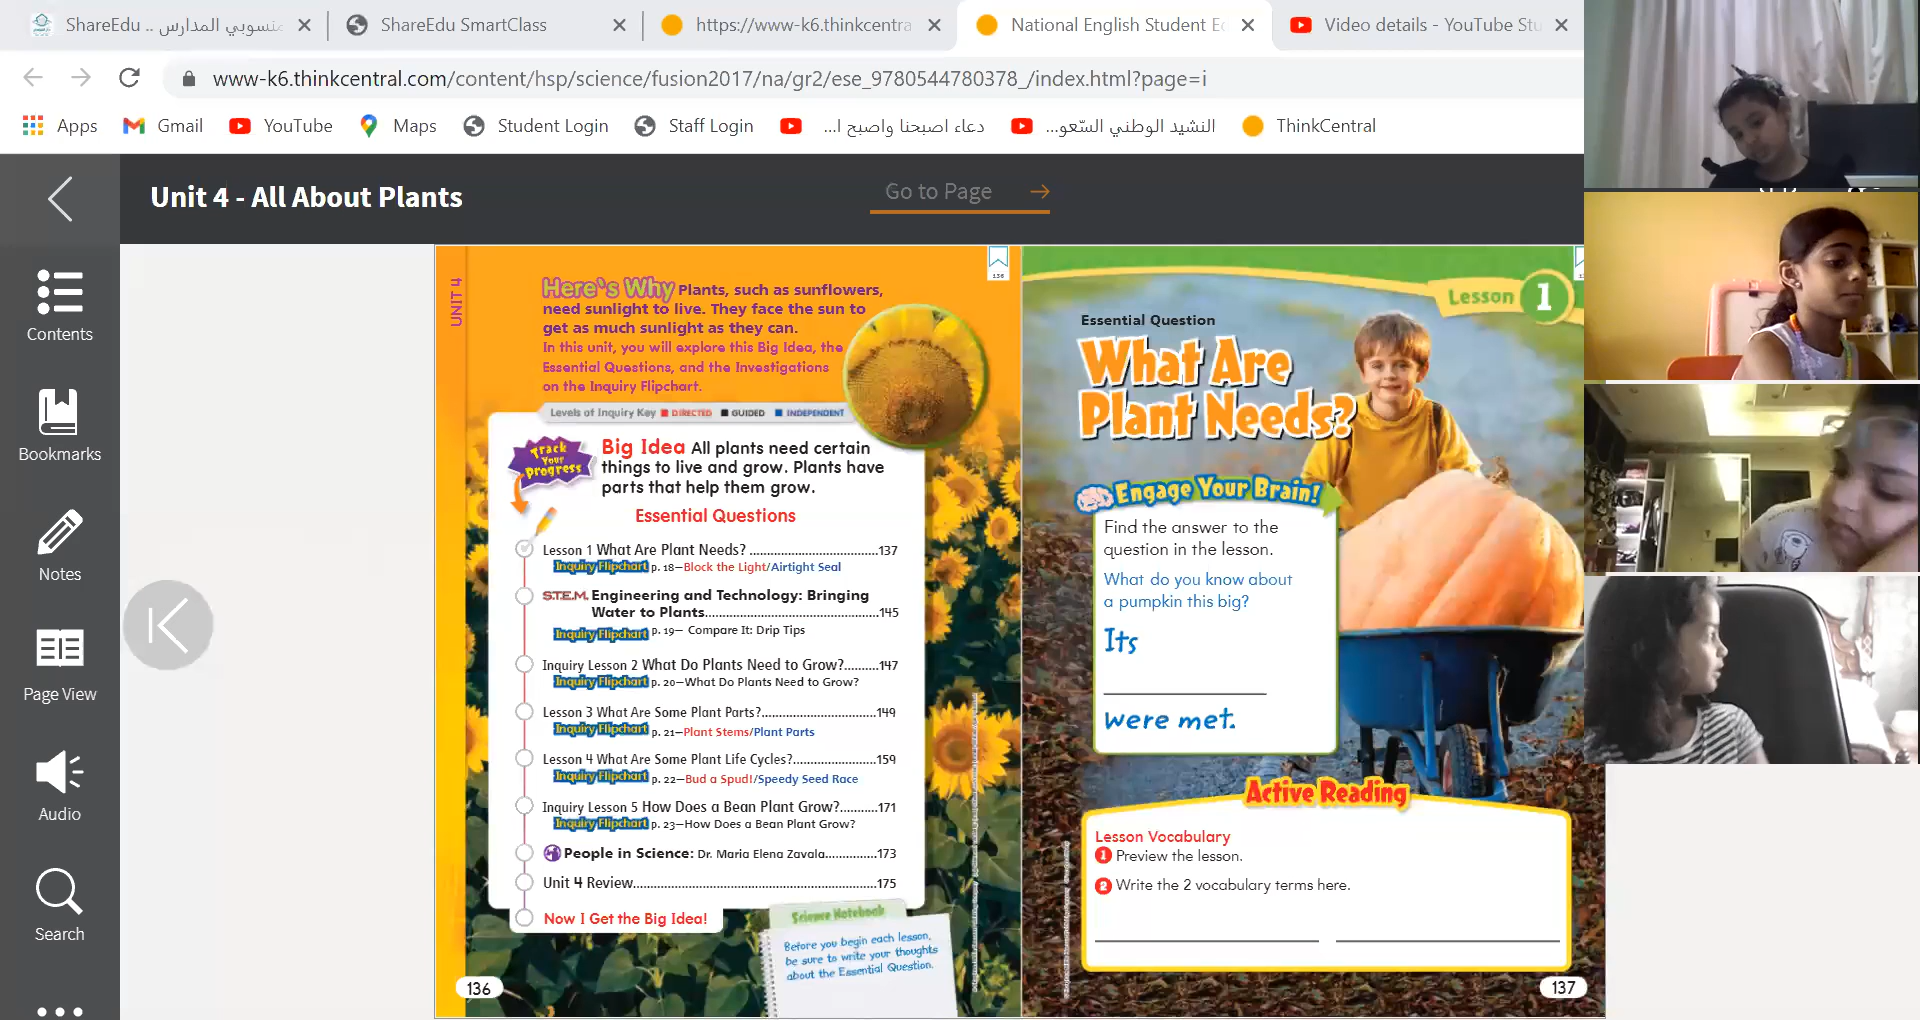 ShareEdu .. منسوبي المدارس
ShareEdu SmartClass
https://www-k6.thinkcentra
National English Student Ed
Video details - YouTube Stu
www-k6.thinkcentral.com/content/hsp/science/fusion2017/na/gr2/ese_9780544780378_/index.html?page=i
Apps
Gmail
YouTube
Maps
Student Login
Staff Login
دعاء اصبحنا واصبح ا...
النشيد الوطني السّعو...
ThinkCentral
Unit 4 - All About Plants
Go to Page
Contents
Bookmarks
Notes
Page View
Audio
Search
UNIT 4
136
Here's Why Plants, such as sunflowers,
need sunlight to live. They face the sun to
get as much sunlight as they can.
In this unit, you will explore this Big Idea, the
Essential Questions, and the Investigations
on the Inquiry Flipchart.
Levels of Inquiry Key DIRECTED GUIDED INDEPENDENT
Track
Your
Progress
Big Idea All plants need certain
things to live and grow. Plants have
parts that help them grow.
Essential Questions
Lesson 1 What Are Plant Needs? ....................................137
Inquiry Flipchart p. 18—Block the Light/Airtight Seal
S.T.E.M. Engineering and Technology: Bringing
Water to Plants................................................145
Inquiry Flipchart p. 19— Compare It: Drip Tips
Inquiry Lesson 2 What Do Plants Need to Grow?.........147
Inquiry Flipchart p. 20—What Do Plants Need to Grow?
Lesson 3 What Are Some Plant Parts?...............................149
Inquiry Flipchart p. 21—Plant Stems/Plant Parts
Lesson 4 What Are Some Plant Life Cycles?......................159
Inquiry Flipchart p. 22—Bud a Spud!/Speedy Seed Race
Inquiry Lesson 5 How Does a Bean Plant Grow?..........171
Inquiry Flipchart p. 23—How Does a Bean Plant Grow?
People in Science: Dr. Maria Elena Zavala..............173
Unit 4 Review....................................................................175
Now I Get the Big Idea!
Science Notebook
Before you begin each lesson,
be sure to write your thoughts
about the Essential Question.
136
Lesson 1
Essential Question
What Are
Plant Needs?
Engage Your Brain!
Find the answer to the
question in the lesson.
What do you know about
a pumpkin this big?
Its
were met.
Active Reading
Lesson Vocabulary
1 Preview the lesson.
2 Write the 2 vocabulary terms here.
137